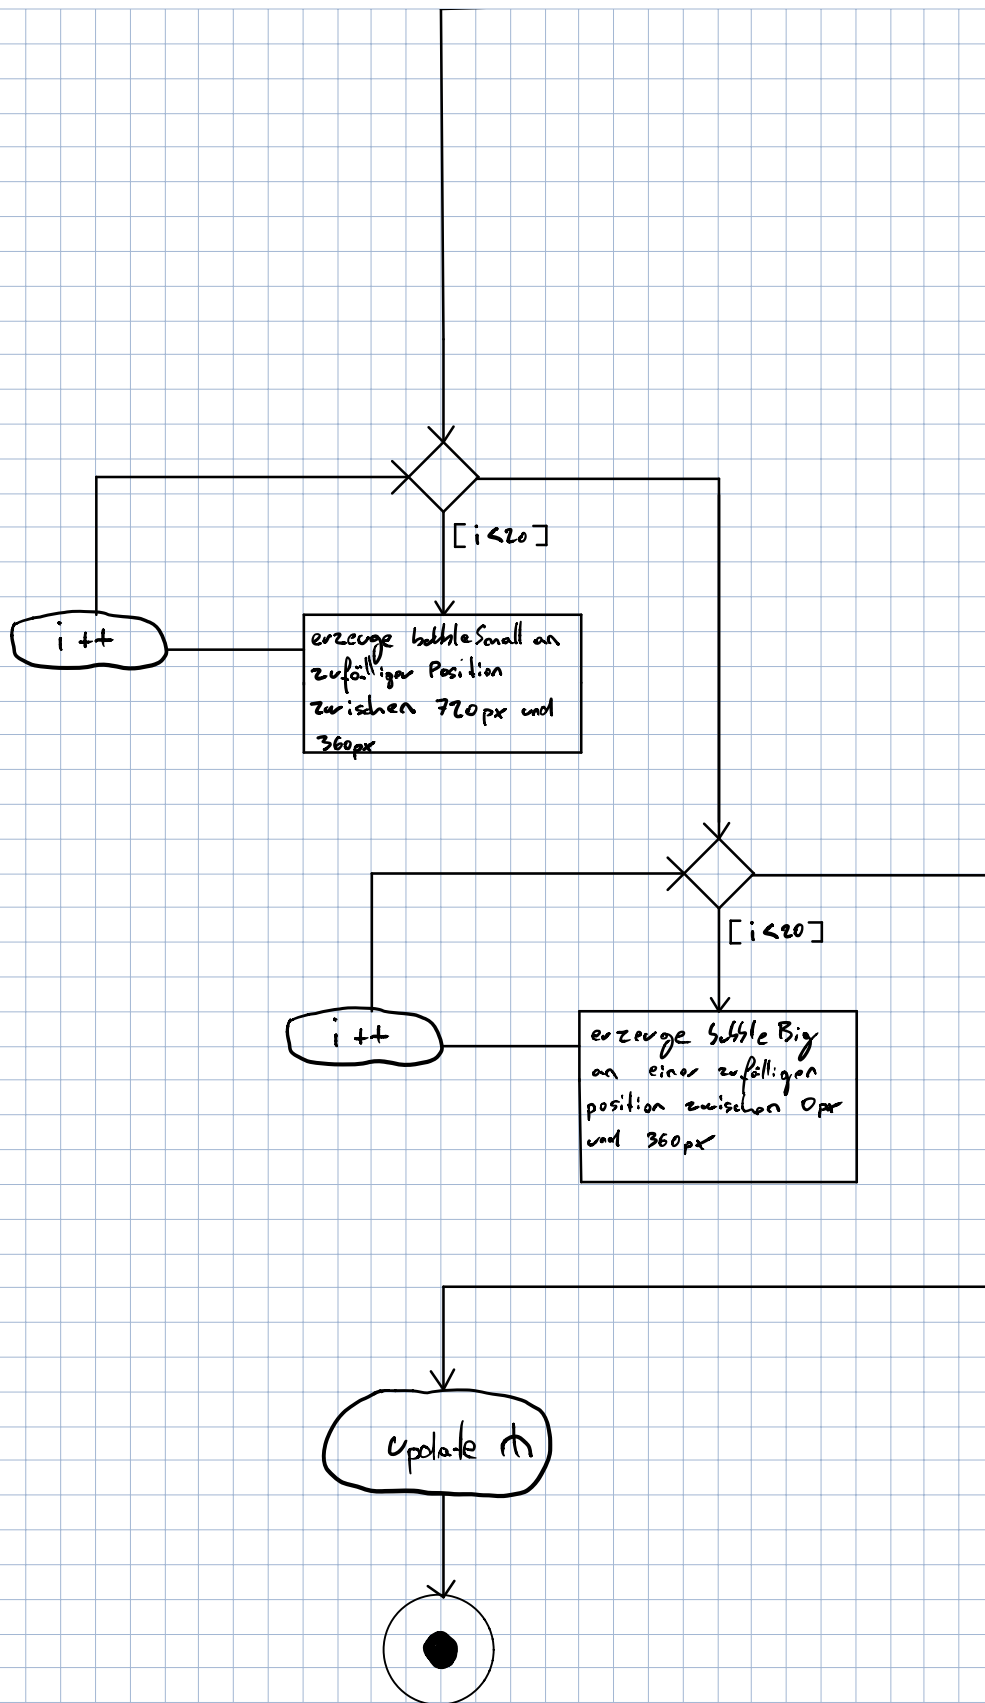 [i<20]
i ++
erzeuge bubbleSmall an
zufälliger Position
zwischen 720px und
360px
[i<20]
i ++
erzeuge bubbleBig
an einer zufälligen
position zwischen 0px
und 360px
update